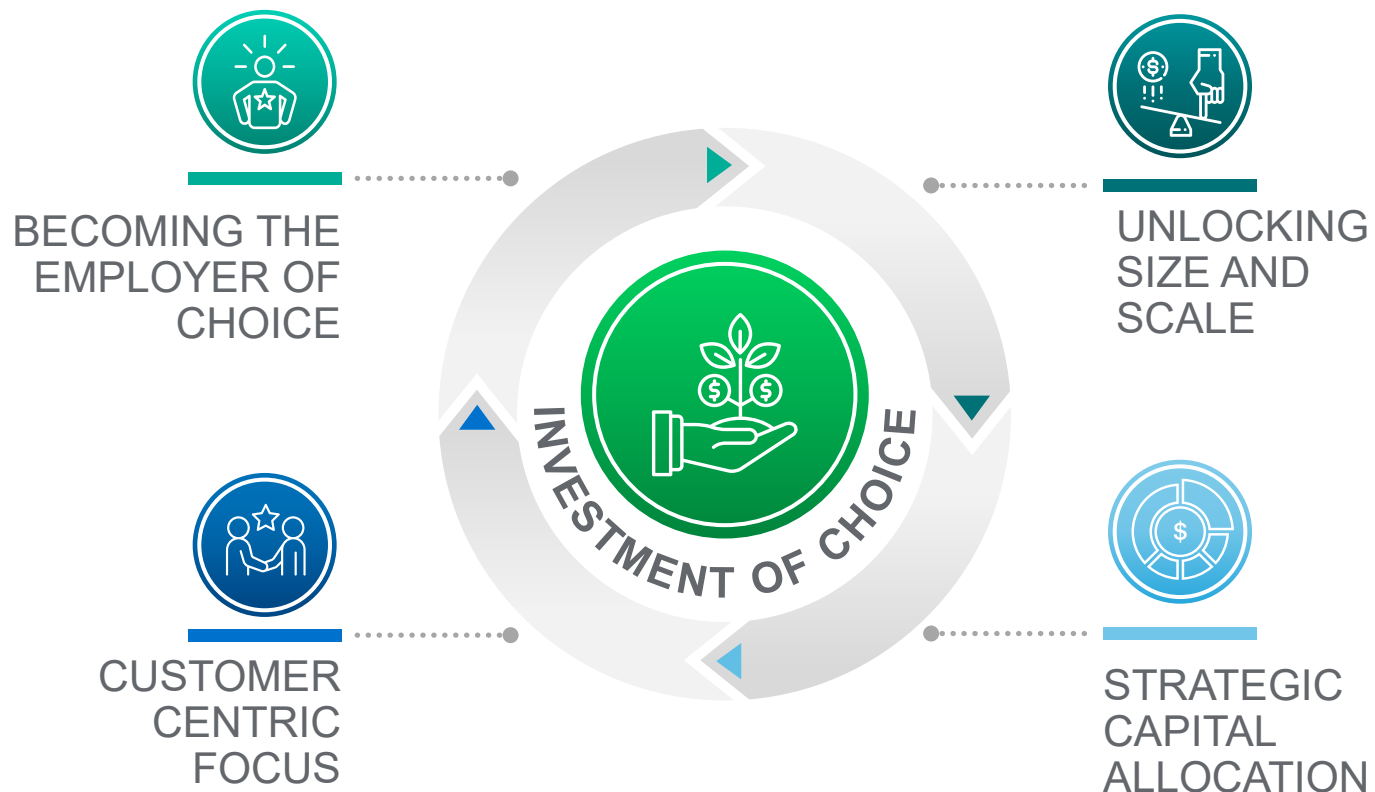 BECOMING THE
EMPLOYER OF
CHOICE
UNLOCKING
SIZE AND
SCALE
$
$ $
INVESTMENT OF CHOICE
$
CUSTOMER
CENTRIC
FOCUS
STRATEGIC
CAPITAL
ALLOCATION